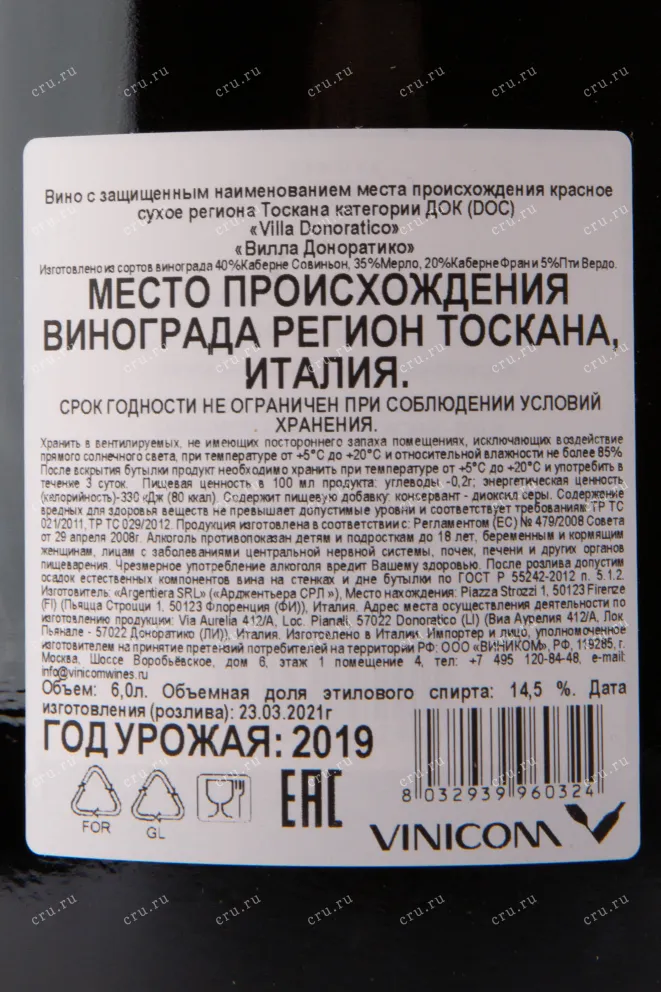 Вино с защищенным наименованием места происхождения красное
сухое региона Тоскана категории ДОК (DOC)
«Villa Donoratico»
«Вилла Доноратико»
Изготовлено из сортов винограда 40%Каберне Совиньон, 35%Мерло, 20%Каберне Фран и 5%Пти Вердо.
МЕСТО ПРОИСХОЖДЕНИЯ
ВИНОГРАДА РЕГИОН ТОСКАНА,
ИТАЛИЯ.
СРОК ГОДНОСТИ НЕ ОГРАНИЧЕН ПРИ СОБЛЮДЕНИИ УСЛОВИЙ
ХРАНЕНИЯ.
Хранить в вентилируемых, не имеющих постороннего запаха помещениях, исключающих воздействие
прямого солнечного света, при температуре от +5°С до +20°С и относительной влажности не более 85%
После вскрытия бутылки продукт необходимо хранить при температуре от +5°С до +20°С и употребить в
течение 3 суток. Пищевая ценность в 100 мл продукта: углеводы -0,2г; энергетическая ценность
(калорийность)-330 кДж (80 ккал). Содержит пищевую добавку: консервант - диоксид серы. Содержание
вредных для здоровья веществ не превышает допустимые уровни и соответствует требованиям ТР ТС
021/2011, ТР ТС 029/2012. Продукция изготовлена в соответствии с: Регламентом (ЕС) № 479/2008 Совета
от 29 апреля 2008г. Алкоголь противопоказан детям и подросткам до 18 лет, беременным и кормящим
женщинам, лицам с заболеваниями центральной нервной системы, почек, печени и других органов
пищеварения. Чрезмерное употребление алкоголя вредит Вашему здоровью. После розлива допустим
осадок естественных компонентов вина на стенках и дне бутылки по ГОСТ Р 55242-2012 п. 5.1.2.
Изготовитель: «Argentiera SRL» («Арджентьера СРЛ »), Место нахождения: Piazza Strozzi 1, 50123 Firenze
(FI) (Пьяцца Строцци 1, 50123 Флоренция (ФИ)), Италия. Адрес места осуществления деятельности по
изготовлению продукции: Via Aurelia 412/A, Loc. Pianali, 57022 Donoratico (LI) (Виа Аурелия 412/А, Лок.
Пьянале - 57022 Доноратико (ЛИ)), Италия. Изготовлено в Италии. Импортер и лицо, уполномоченное
изготовителем на принятие претензий потребителей на территории РФ: ООО «ВИНИКОМ», РФ, 119285, г.
Москва, Шоссе Воробьёвское, дом 6, этаж 1 помещение 4, тел: +7 495 120-84-48, e-mail:
info@vinicomwines.ru
Объем: 6,0л. Объемная доля этилового спирта: 14,5 %. Дата
изготовления (розлива): 23.03.2021г
ГОД УРОЖАЯ: 2019
FOR
GL
EAC
8 032939 960324
VINICOM
cru.ru